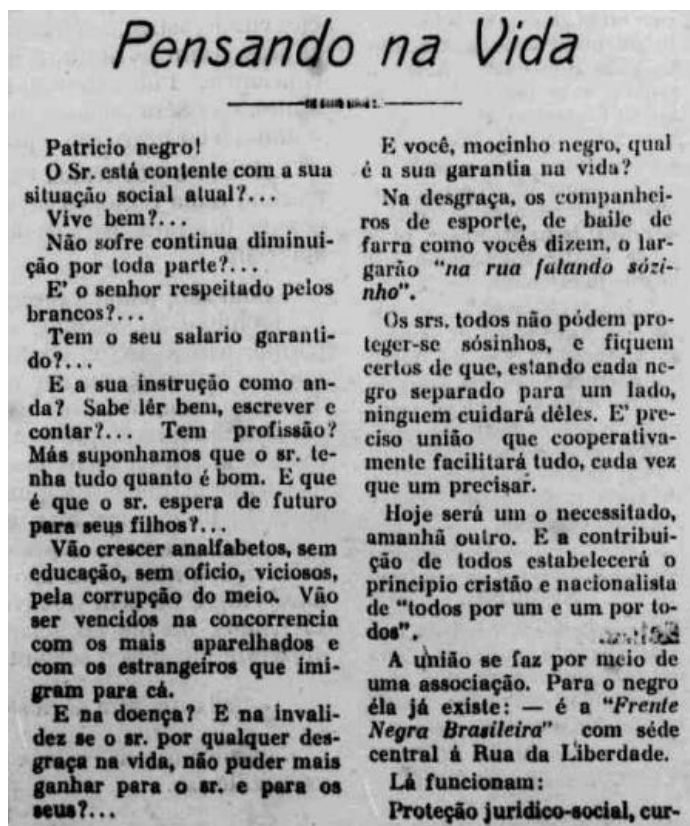 Pensando na Vida
Patricio negro!
O Sr. está contente com a sua
situação social atual?...
Vive bem?...
Não sofre continua diminui-
ção por toda parte?...
E' o senhor respeitado pelos
brancos?...
Tem o seu salario garanti-
do?...
E a sua instrução como an-
da? Sabe lêr bem, escrever e
contar?... Tem profissão?
Más suponhamos que o sr. te-
nha tudo quanto é bom. E que
é que o sr. espera de futuro
para seus filhos?...
Vão crescer analfabetos, sem
educação, sem oficio, viciosos,
pela corrupção do meio. Vão
ser vencidos na concorrencia
com os mais aparelhados e
com os estrangeiros que imi-
gram para cá.
E na doença? E na invali-
dez se o sr. por qualquer des-
graça na vida, não puder mais
ganhar para o sr. e para os
seus?...
E você, mocinho negro, qual
é a sua garantia na vida?
Na desgraça, os companhei-
ros de esporte, de baile de
farra como vocês dizem, o lar-
garão "na rua falando sózi-
nho".
Os srs. todos não pódem pro-
teger-se sósinhos, e fiquem
certos de que, estando cada ne-
gro separado para um lado,
ninguem cuidará dêles. E' pre-
ciso união que cooperativa-
mente facilitará tudo, cada vez
que um precisar.
Hoje será um o necessitado,
amanhã outro. E a contribui-
ção de todos estabelecerá o
principio cristão e nacionalista
de "todos por um e um por to-
dos".
A união se faz por meio de
uma associação. Para o negro
éla já existe: — é a "Frente
Negra Brasileira" com séde
central á Rua da Liberdade.
Lá funcionam:
Proteção juridico-social, cur-